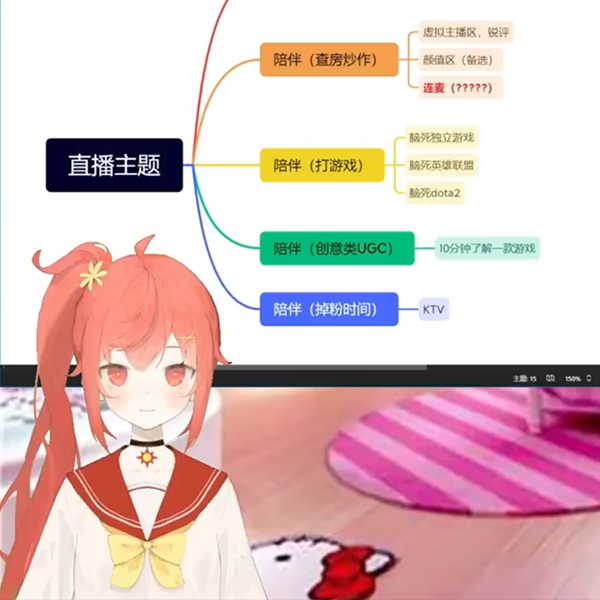 虚拟主播区，锐评
陪伴（查房炒作）
颜值区（备选）
连麦（?????）
脑死独立游戏
直播主题
陪伴（打游戏）
脑死英雄联盟
脑死dota2
陪伴（创意类UGC）
10分钟了解一款游戏
陪伴（掉粉时间）
KTV
主题: 15
150%